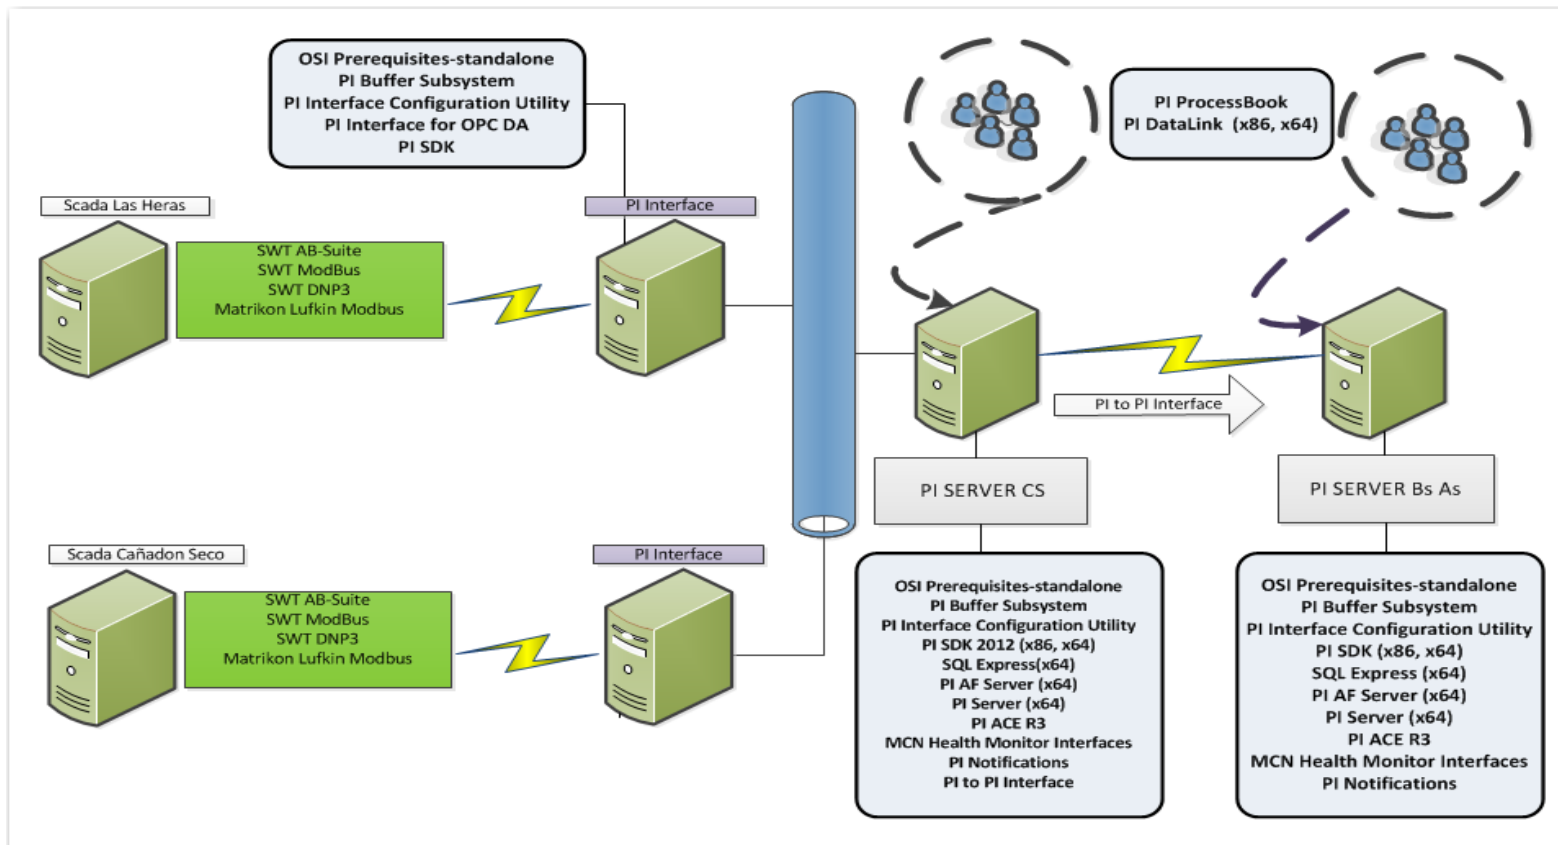 OSI Prerequisites-standalone
PI Buffer Subsystem
PI Interface Configuration Utility
PI Interface for OPC DA
PI SDK
PI ProcessBook
PI DataLink (x86, x64)
Scada Las Heras
SWT AB-Suite
SWT ModBus
SWT DNP3
Matrikon Lufkin Modbus
PI Interface
PI to PI Interface
PI SERVER CS
PI SERVER Bs As
Scada Cañadon Seco
SWT AB-Suite
SWT ModBus
SWT DNP3
Matrikon Lufkin Modbus
PI Interface
OSI Prerequisites-standalone
PI Buffer Subsystem
PI Interface Configuration Utility
PI SDK 2012 (x86, x64)
SQL Express(x64)
PI AF Server (x64)
PI Server (x64)
PI ACE R3
MCN Health Monitor Interfaces
PI Notifications
PI to PI Interface
OSI Prerequisites-standalone
PI Buffer Subsystem
PI Interface Configuration Utility
PI SDK (x86, x64)
SQL Express (x64)
PI AF Server (x64)
PI Server (x64)
PI ACE R3
MCN Health Monitor Interfaces
PI Notifications